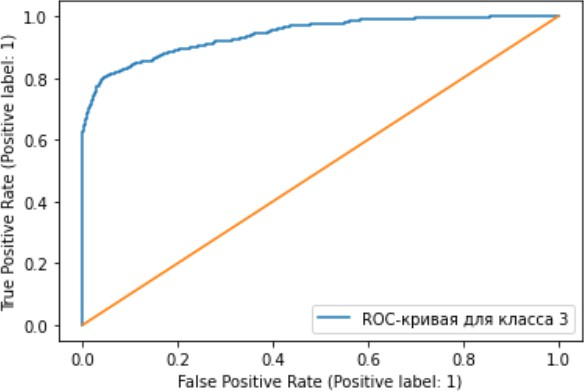 1.0
0.8
0.6
0.4
0.2
0.0
True Positive Rate (Positive label: 1)
ROC-кривая для класса 3
0.0 0.2 0.4 0.6 0.8 1.0
False Positive Rate (Positive label: 1)